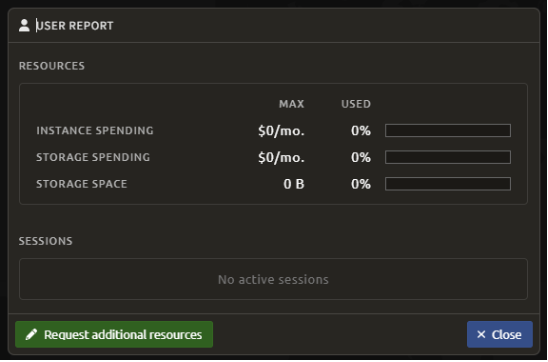 USER REPORT
RESOURCES
MAX USED
INSTANCE SPENDING $0/mo. 0%
STORAGE SPENDING $0/mo. 0%
STORAGE SPACE 0 B 0%
SESSIONS
No active sessions
Request additional resources × Close